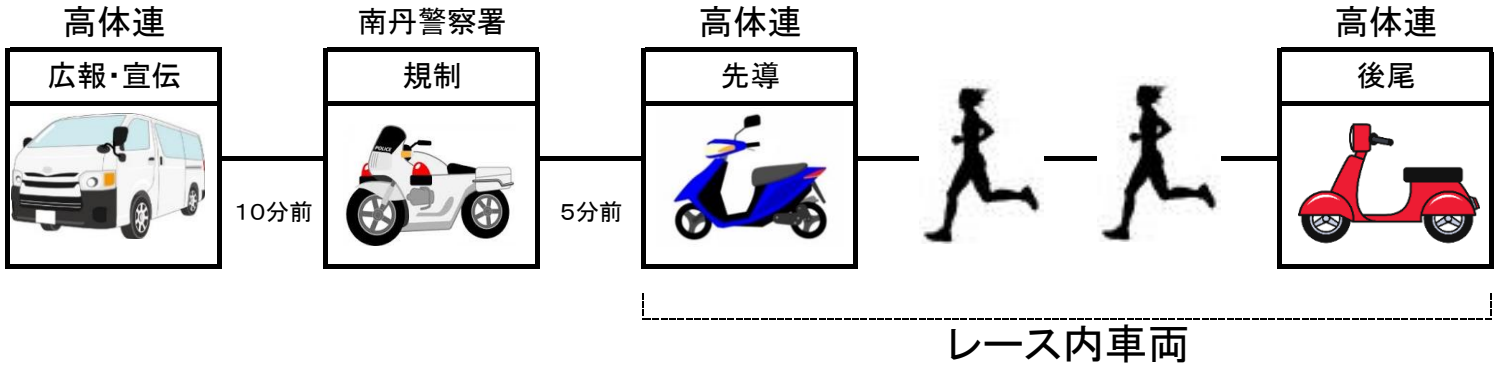 高体連
南丹警察署
高体連
高体連
広報・宣伝
規制
先導
後尾
POLICE
10分前
5分前
レース内車両